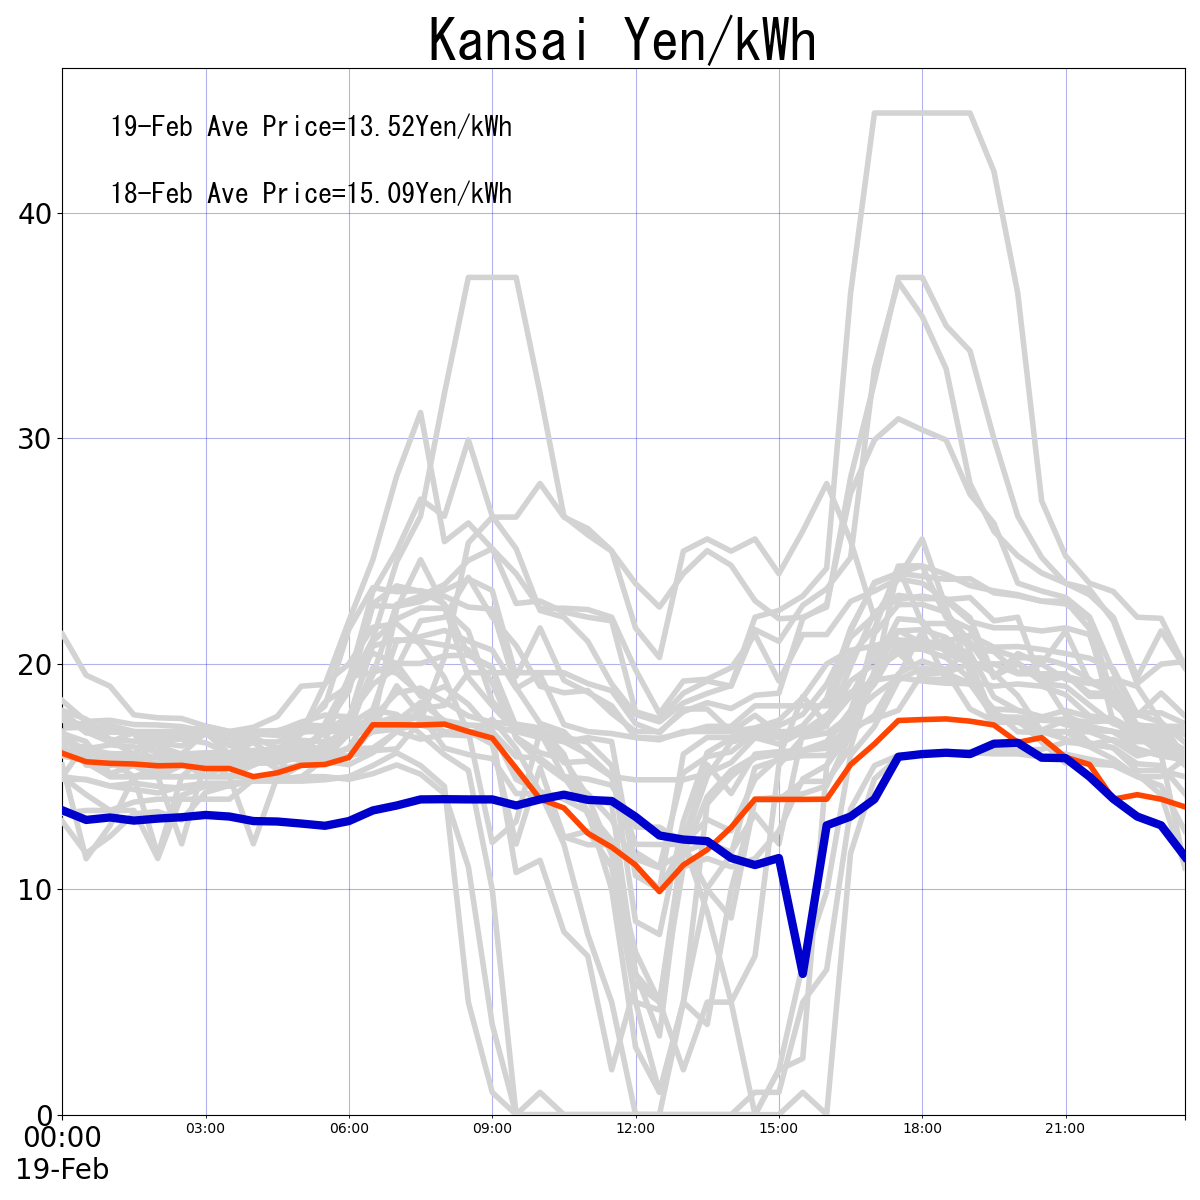 Kansai Yen/kWh
19-Feb Ave Price=13.52Yen/kWh
18-Feb Ave Price=15.09Yen/kWh
40
30
20
10
0
00:00 03:00 06:00 09:00 12:00 15:00 18:00 21:00
19-Feb